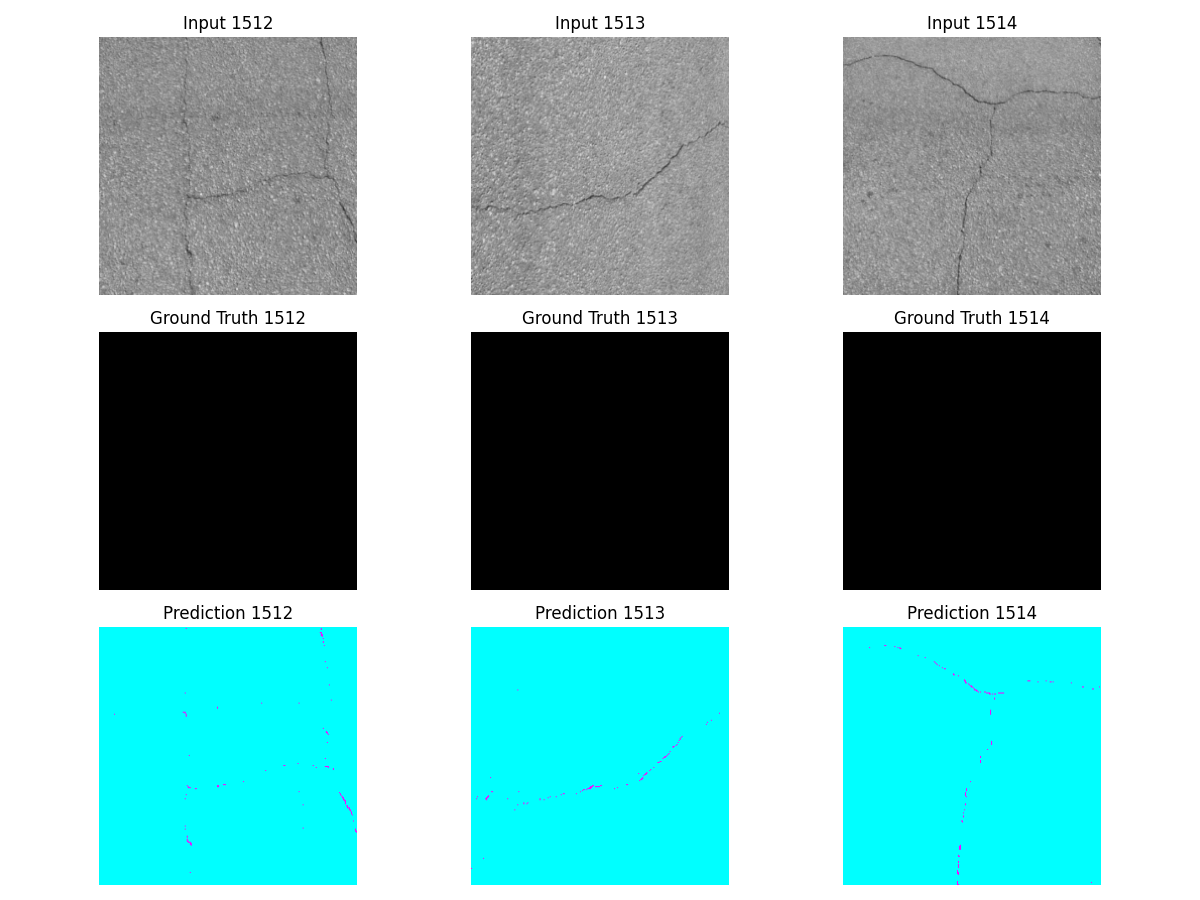 Input 1512
Input 1513
Input 1514
Ground Truth 1512
Ground Truth 1513
Ground Truth 1514
Prediction 1512
Prediction 1513
Prediction 1514